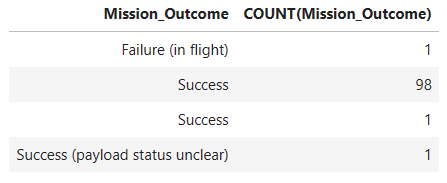 Mission_Outcome COUNT(Mission_Outcome)
Failure (in flight) 1
Success 98
Success 1
Success (payload status unclear) 1